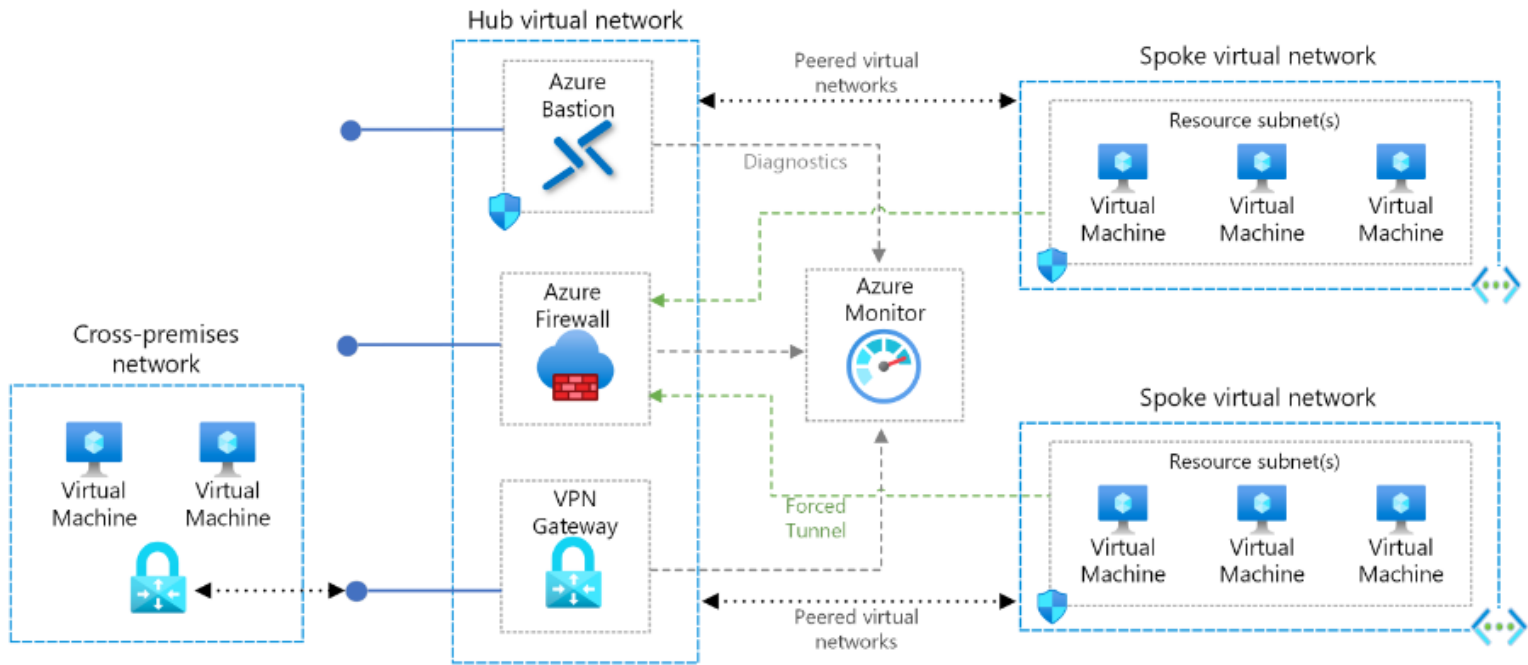 Hub virtual network
Azure
Bastion
Peered virtual
networks
Spoke virtual network
Resource subnet(s)
Virtual
Machine
Virtual
Machine
Virtual
Machine
Diagnostics
Azure
Firewall
Azure
Monitor
Cross-premises
network
Virtual
Machine
Virtual
Machine
VPN
Gateway
Forced
Tunnel
Spoke virtual network
Resource subnet(s)
Virtual
Machine
Virtual
Machine
Virtual
Machine
Peered virtual
networks